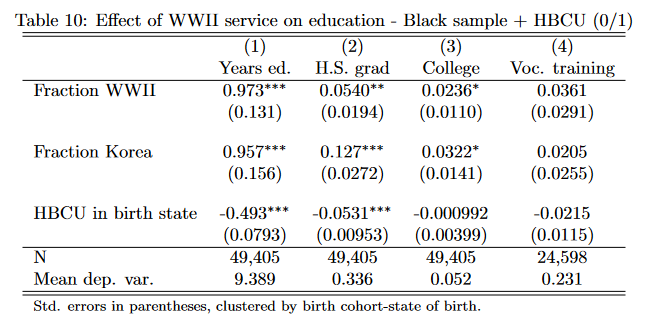 Table 10: Effect of WWII service on education - Black sample + HBCU (0/1)
(1) (2) (3) (4)
Years ed. H.S. grad College Voc. training
Fraction WWII 0.973*** 0.0540** 0.0236* 0.0361
(0.131) (0.0194) (0.0110) (0.0291)
Fraction Korea 0.957*** 0.127*** 0.0322* 0.0205
(0.156) (0.0272) (0.0141) (0.0255)
HBCU in birth state -0.493*** -0.0531*** -0.000992 -0.0215
(0.0793) (0.00953) (0.00399) (0.0115)
N 49,405 49,405 49,405 24,598
Mean dep. var. 9.389 0.336 0.052 0.231
Std. errors in parentheses, clustered by birth cohort-state of birth.